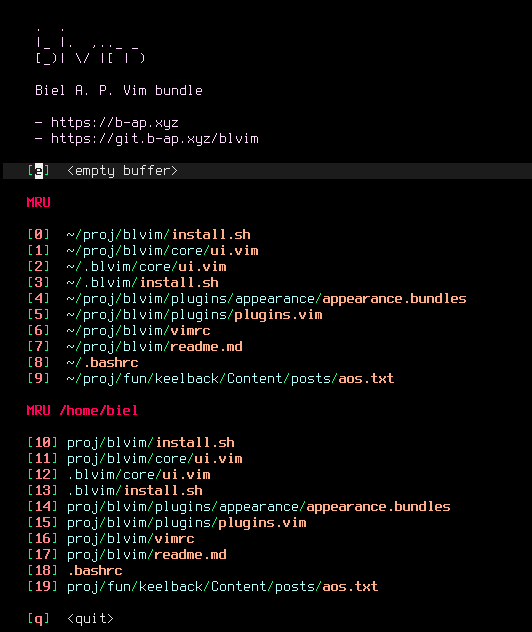 Biel A. P. Vim bundle
- https://b-ap.xyz
- https://git.b-ap.xyz/blvim
[e]  <empty buffer>
MRU
[0]  ~/proj/blvim/install.sh
[1]  ~/proj/blvim/core/ui.vim
[2]  ~/.blvim/core/ui.vim
[3]  ~/.blvim/install.sh
[4]  ~/proj/blvim/plugins/appearance/appearance.bundles
[5]  ~/proj/blvim/plugins/plugins.vim
[6]  ~/proj/blvim/vimrc
[7]  ~/proj/blvim/readme.md
[8]  ~/.bashrc
[9]  ~/proj/fun/keelback/Content/posts/aos.txt
MRU /home/biel
[10] proj/blvim/install.sh
[11] proj/blvim/core/ui.vim
[12] .blvim/core/ui.vim
[13] .blvim/install.sh
[14] proj/blvim/plugins/appearance/appearance.bundles
[15] proj/blvim/plugins/plugins.vim
[16] proj/blvim/vimrc
[17] proj/blvim/readme.md
[18] .bashrc
[19] proj/fun/keelback/Content/posts/aos.txt
[q]  <quit>